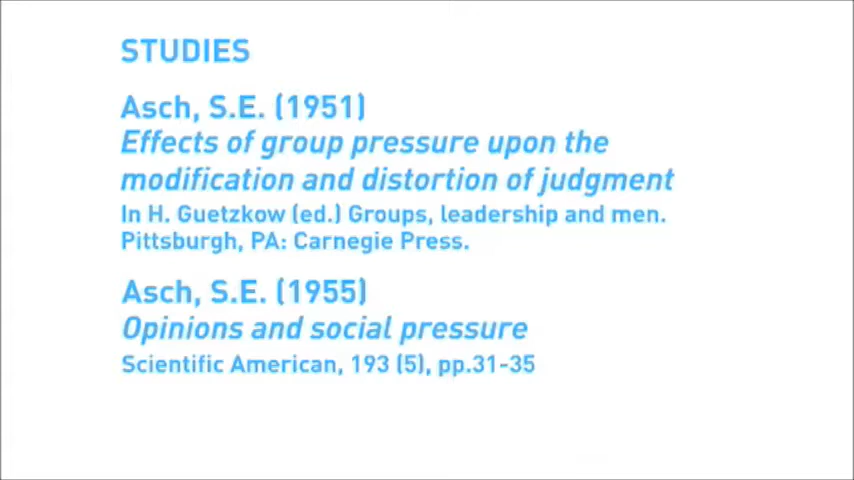 STUDIES
Asch, S.E. (1951)
Effects of group pressure upon the
modification and distortion of judgment
In H. Guetzkow (ed.) Groups, leadership and men.
Pittsburgh, PA: Carnegie Press.
Asch, S.E. (1955)
Opinions and social pressure
Scientific American, 193 (5), pp.31-35